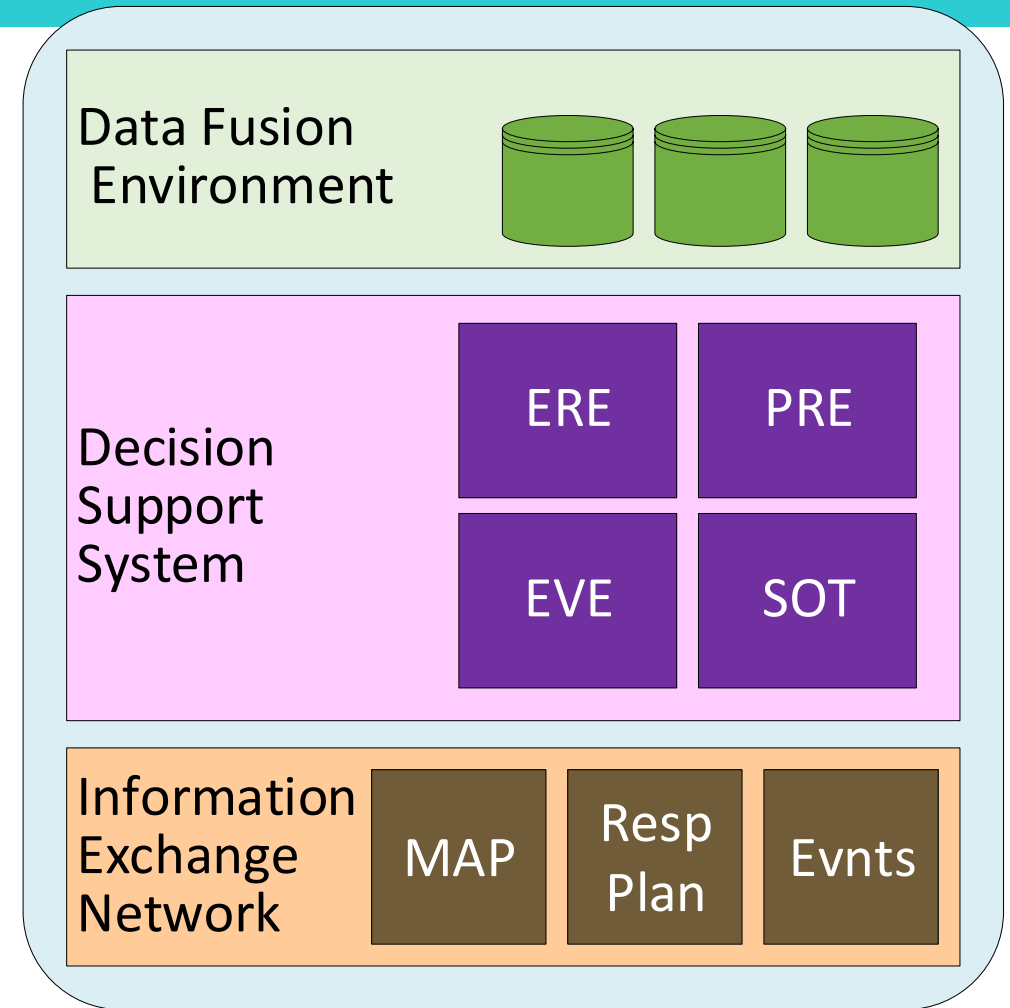 Data Fusion
Environment
Decision
Support
System
ERE
PRE
EVE
SOT
Information
Exchange
Network
MAP
Resp
Plan
Evnts